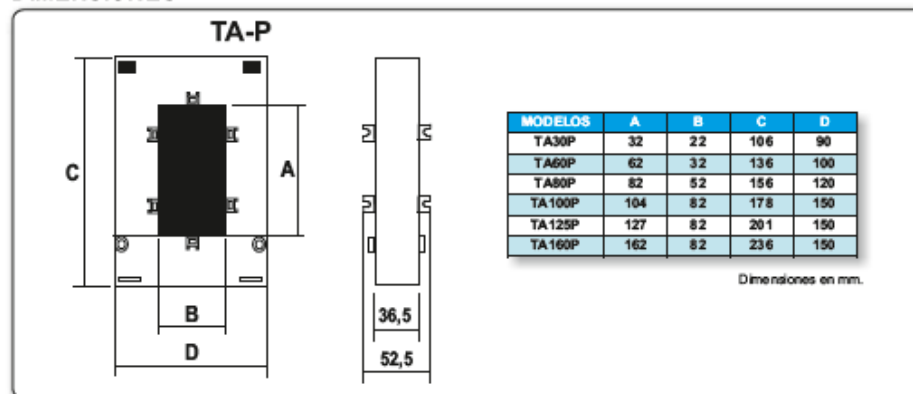 TA-P
C
A
B
D
36,5
52,5
MODELOS A B C D
TA30P 32 22 106 90
TA60P 62 32 136 100
TA80P 82 52 156 120
TA100P 104 82 178 150
TA125P 127 82 201 150
TA160P 162 82 236 150
Dimensiones en mm.